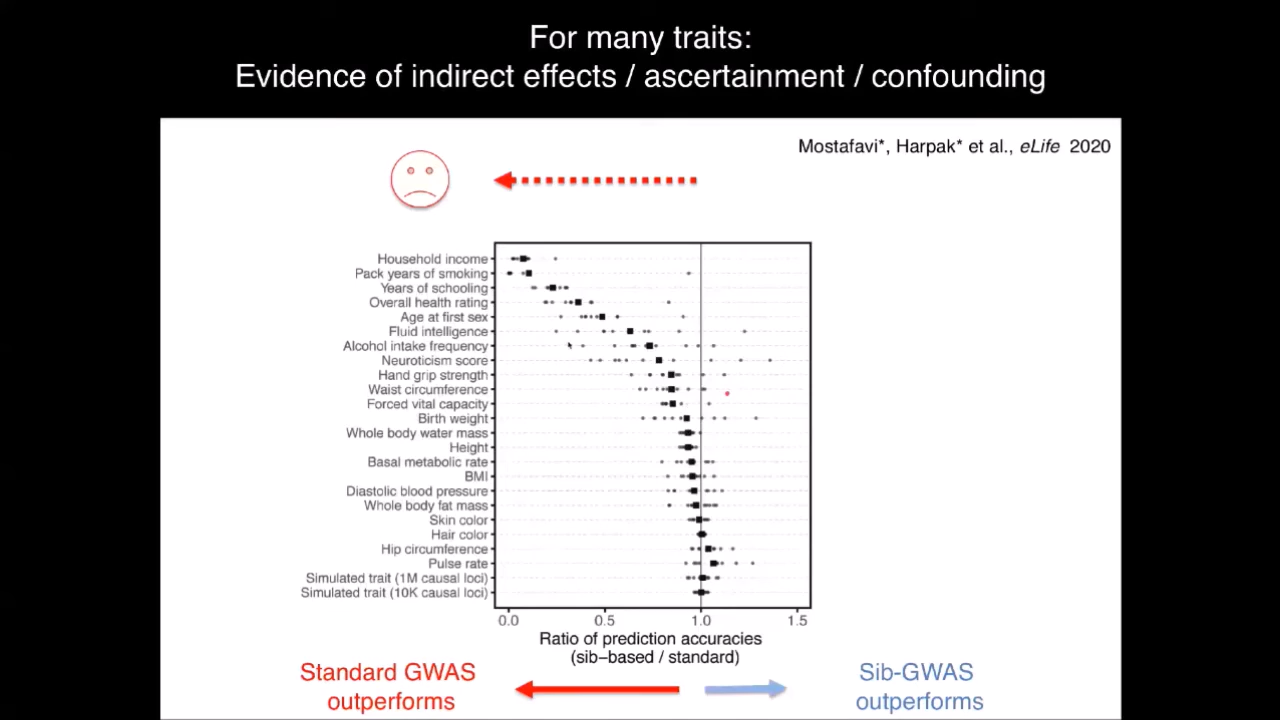 For many traits:
Evidence of indirect effects / ascertainment / confounding
Mostafavi*, Harpak* et al., eLife 2020
Household income
Pack years of smoking
Years of schooling
Overall health rating
Age at first sex
Fluid intelligence
Alcohol intake frequency
Neuroticism score
Hand grip strength
Waist circumference
Forced vital capacity
Birth weight
Whole body water mass
Height
Basal metabolic rate
BMI
Diastolic blood pressure
Whole body fat mass
Skin color
Hair color
Hip circumference
Pulse rate
Simulated trait (1M causal loci)
Simulated trait (10K causal loci)
0.0 0.5 1.0 1.5
Ratio of prediction accuracies
(sib−based / standard)
Standard GWAS
outperforms
Sib-GWAS
outperforms